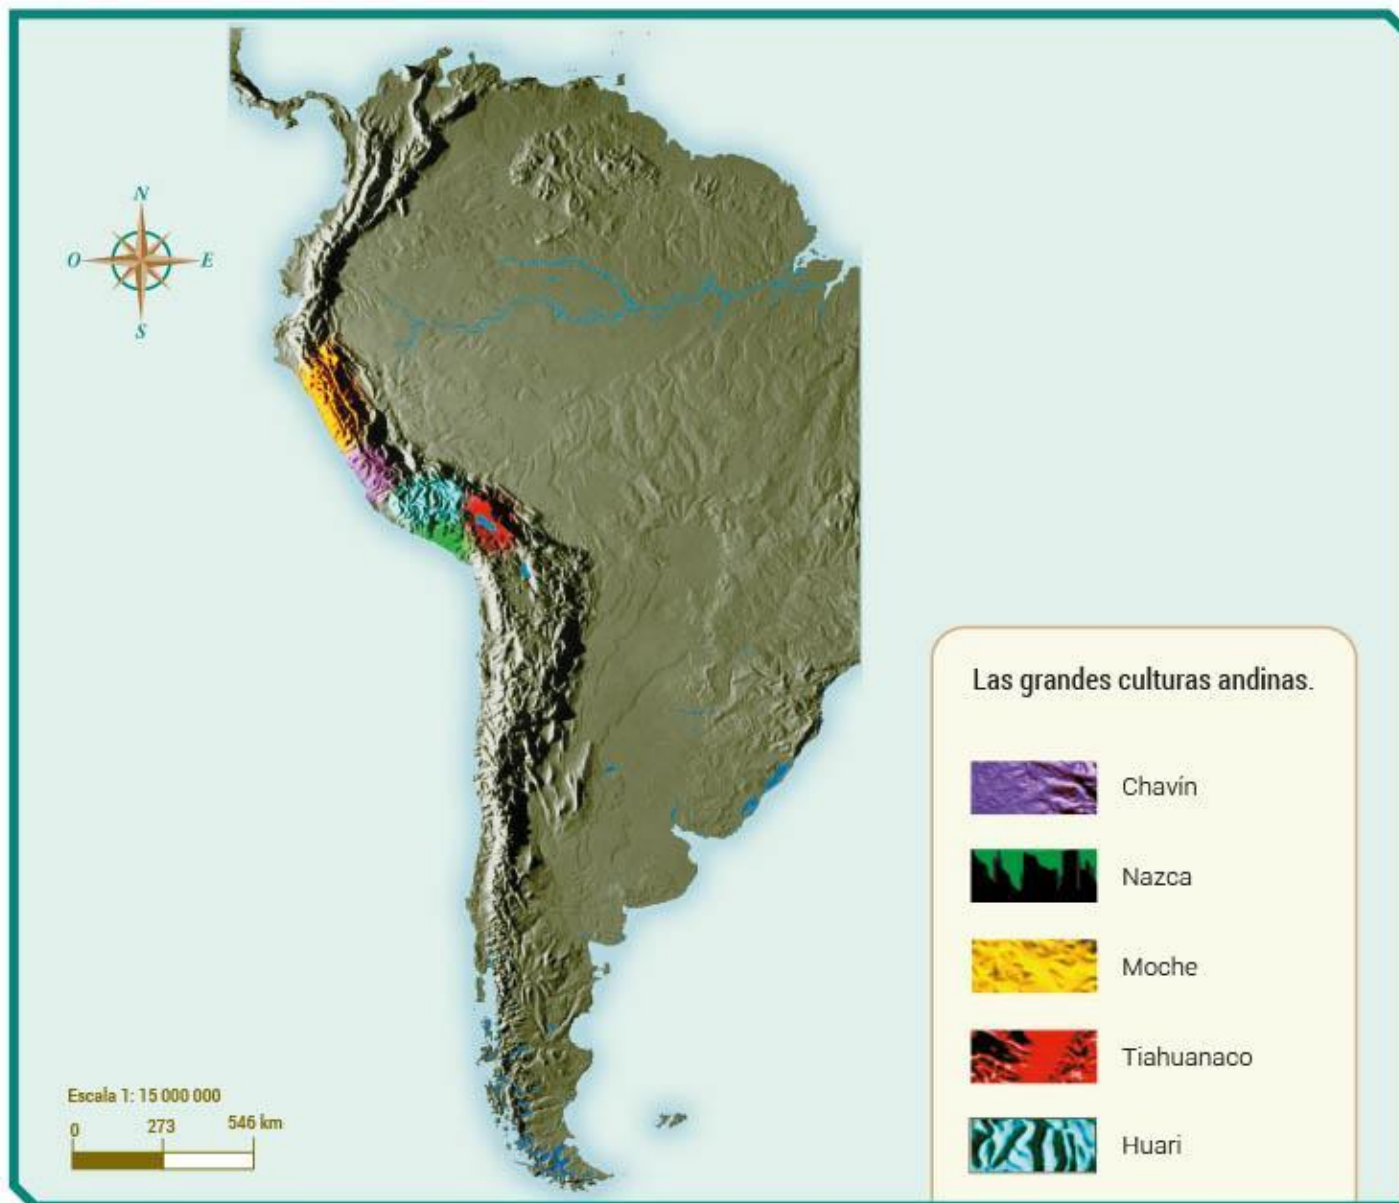 N
O
E
S
Las grandes culturas andinas.
Chavín
Nazca
Moche
Tiahuanaco
Huari
Escala 1: 15 000 000
0 273 546 km